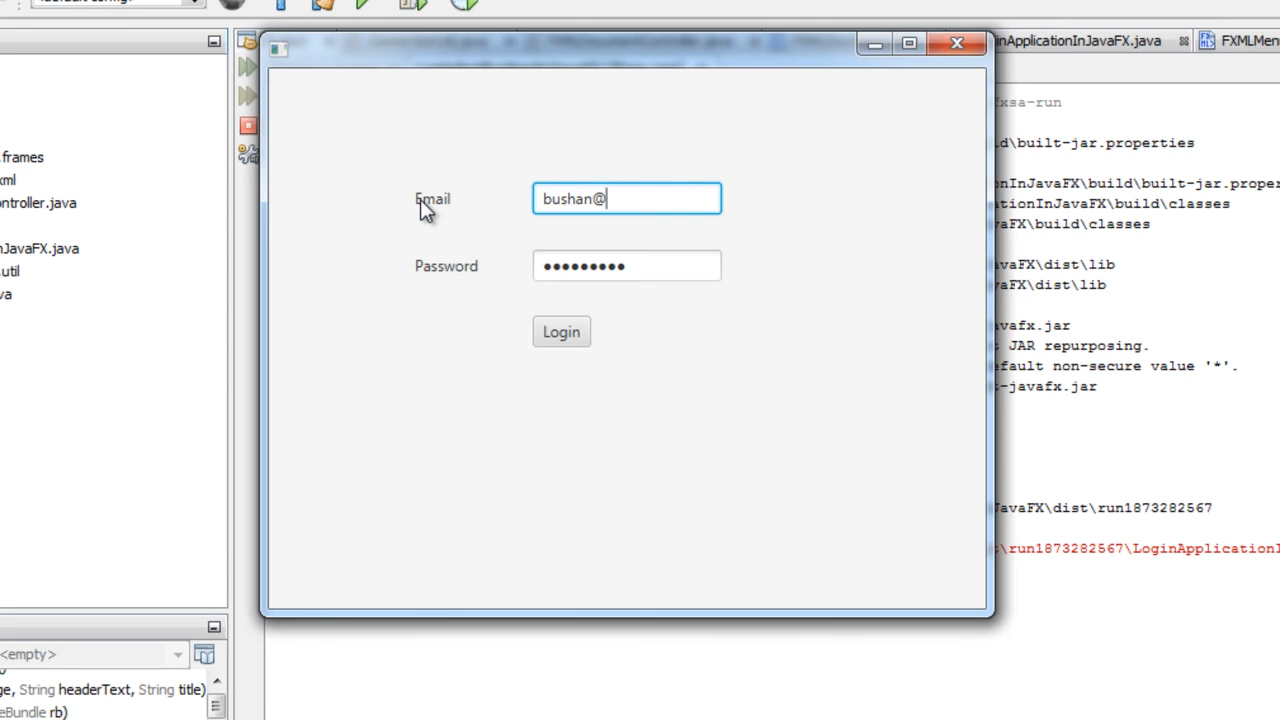 inApplicationInJavaFX.java
FXMLMen
fxsa-run
.frames
xml
ontroller.java
nJavaFX.java
.util
va
Email
bushan@
Password
Login
ld\built-jar.properties
onInJavaFX\build\built-jar.proper
ationInJavaFX\build\classes
vaFX\build\classes
avaFX\dist\lib
vaFX\dist\lib
avafx.jar
t JAR repurposing.
efault non-secure value '*'.
t-javafx.jar
JavaFX\dist\run1873282567
t\run1873282567\LoginApplicationI
<empty>
ge, String headerText, String title)
eBundle rb)